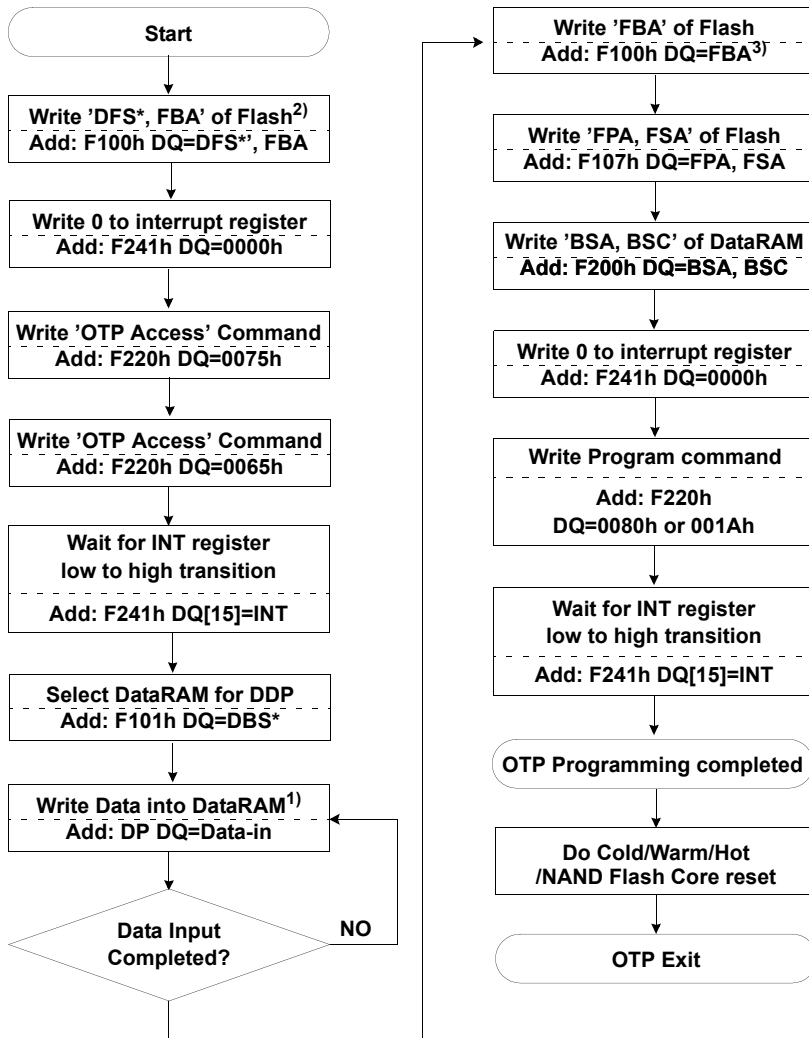 Start
Write ’DFS*, FBA’ of Flash2)
Add: F100h DQ=DFS*’, FBA
Write 0 to interrupt register
Add: F241h DQ=0000h
Write ’OTP Access’ Command
Add: F220h DQ=0075h
Write ’OTP Access’ Command
Add: F220h DQ=0065h
Wait for INT register
low to high transition
Add: F241h DQ[15]=INT
Select DataRAM for DDP
Add: F101h DQ=DBS*
Write Data into DataRAM1)
Add: DP DQ=Data-in
Data Input
Completed?
NO
Write ’FBA’ of Flash
Add: F100h DQ=FBA3)
Write ’FPA, FSA’ of Flash
Add: F107h DQ=FPA, FSA
Write ’BSA, BSC’ of DataRAM
Add: F200h DQ=BSA, BSC
Write 0 to interrupt register
Add: F241h DQ=0000h
Write Program command
Add: F220h
DQ=0080h or 001Ah
Wait for INT register
low to high transition
Add: F241h DQ[15]=INT
OTP Programming completed
Do Cold/Warm/Hot
/NAND Flash Core reset
OTP Exit